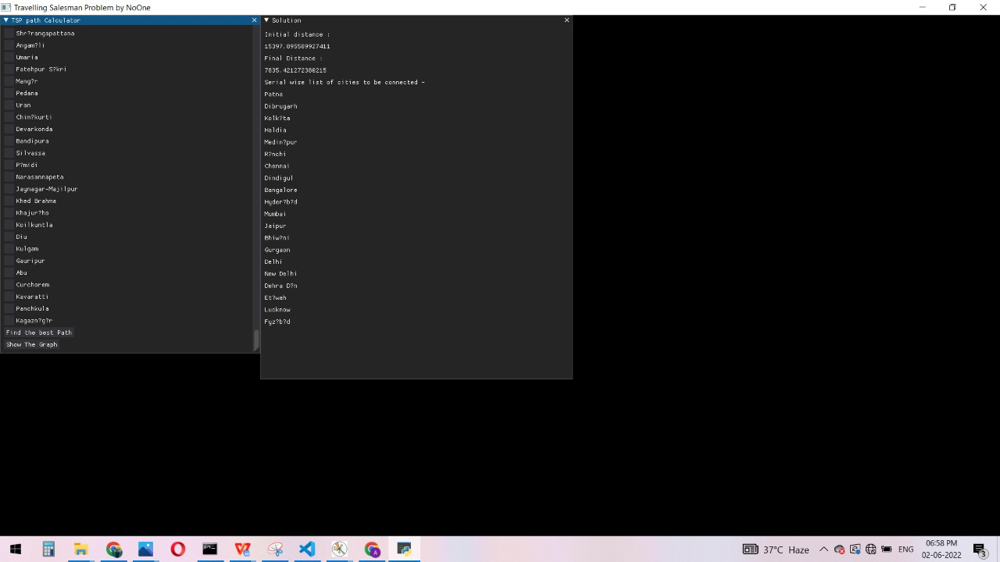 Travelling Salesman Problem by NoOne
TSP path Calculator
Shr?rangapattana
Angam?li
Umaria
Fatehpur S?kri
Mang?r
Pedana
Uran
Chim?kurti
Devarkonda
Bandipura
Silvassa
P?midi
Narasannapeta
Jaynagar-Majilpur
Khed Brahma
Khajur?ho
Koilkuntla
Diu
Kulgam
Gauripur
Abu
Curchorem
Kavaratti
Panchkula
Kagazn?g?r
Find the best Path
Show The Graph
Solution
Initial distance :
15397.895589927411
Final Distance :
7835.421272380215
Serial wise list of cities to be connected -
Patna
Dibrugarh
Kolk?ta
Haldia
Medin?pur
R?nchi
Chennai
Dindigul
Bangalore
Hyder?b?d
Mumbai
Jaipur
Bhiw?ni
Gurgaon
Delhi
New Delhi
Dehra D?n
Et?wah
Lucknow
Fyz?b?d
37°C Haze
ENG
06:58 PM
02-06-2022
3